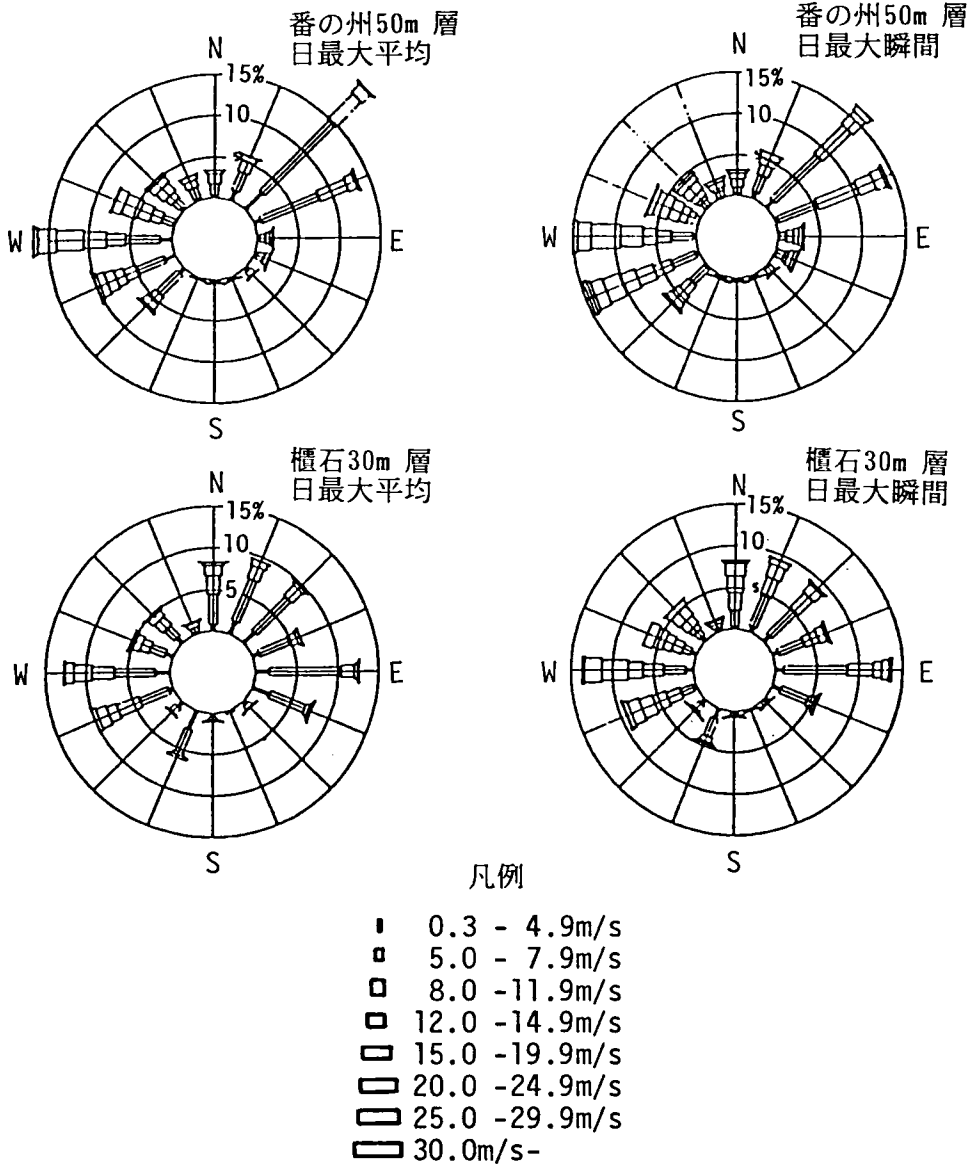 番の州50m 層
日最大平均
N
15%
10
W
E
S
番の州50m 層
日最大瞬間
N
15%
10
5
W
E
S
櫃石30m 層
日最大平均
N
15%
10
5
W
E
S
櫃石30m 層
日最大瞬間
N
15%
10
5
W
E
S
凡例
0.3 - 4.9m/s
5.0 - 7.9m/s
8.0 -11.9m/s
12.0 -14.9m/s
15.0 -19.9m/s
20.0 -24.9m/s
25.0 -29.9m/s
30.0m/s-